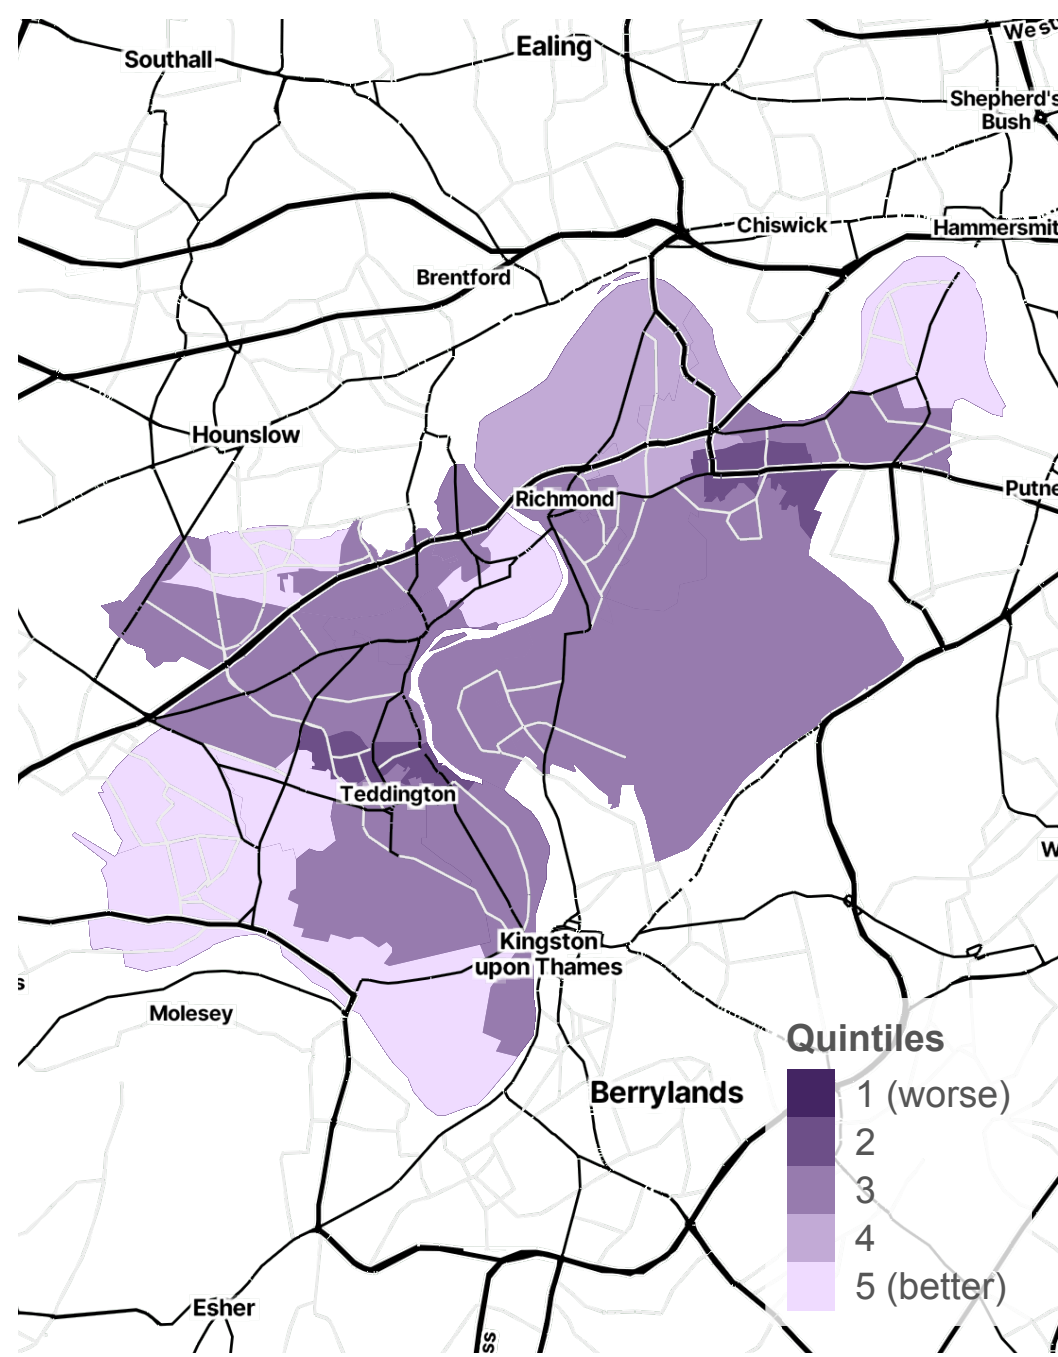 Southall
Ealing
West
Shepherd's
Bush
Chiswick
Hammersmit
Brentford
Hounslow
Richmond
Putne
Teddington
W
Kingston
upon Thames
s
Molesey
Quintiles
1 (worse)
2
3
4
5 (better)
Berrylands
Esher
ss